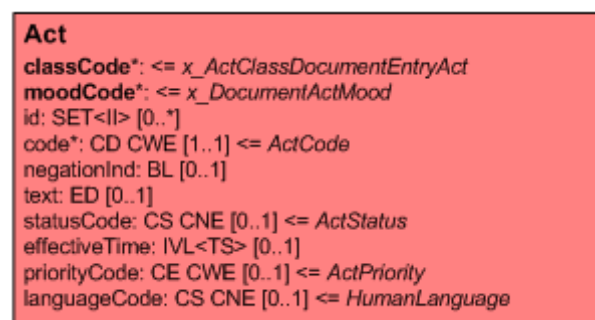 Act
classCode*: <= x_ActClassDocumentEntryAct
moodCode*: <= x_DocumentActMood
id: SET<II> [0..*]
code*: CD CWE [1..1] <= ActCode
negationInd: BL [0..1]
text: ED [0..1]
statusCode: CS CNE [0..1] <= ActStatus
effectiveTime: IVL<TS> [0..1]
priorityCode: CE CWE [0..1] <= ActPriority
languageCode: CS CNE [0..1] <= HumanLanguage